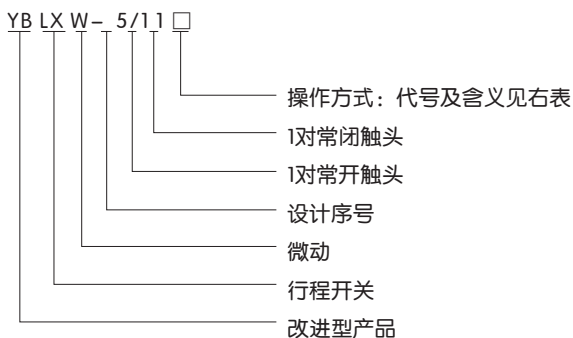 YB LX W– 5/11□
操作方式：代号及含义见右表
1对常闭触头
1对常开触头
设计序号
微动
行程开关
改进型产品